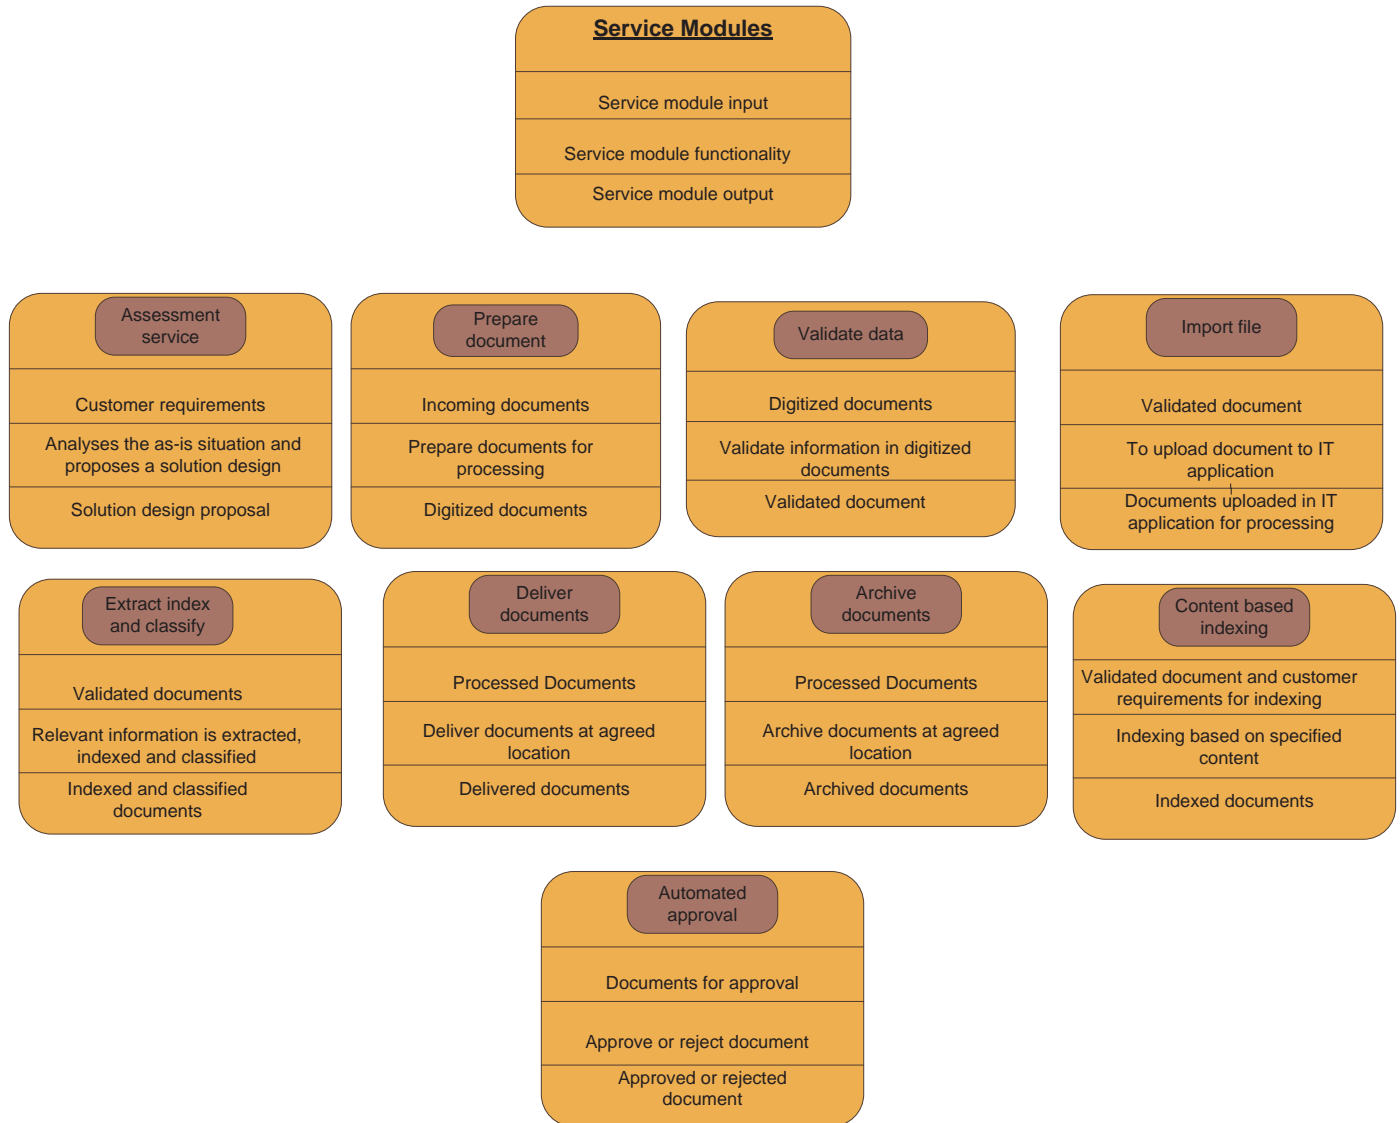 Service Modules
Service module input
Service module functionality
Service module output
Assessment
service
Customer requirements
Analyses the as-is situation and
proposes a solution design
Solution design proposal
Prepare
document
Incoming documents
Prepare documents for
processing
Digitized documents
Validate data
Digitized documents
Validate information in digitized
documents
Validated document
Import file
Validated document
To upload document to IT
application
Documents uploaded in IT
application for processing
Extract index
and classify
Validated documents
Relevant information is extracted,
indexed and classified
Indexed and classified
documents
Deliver
documents
Processed Documents
Deliver documents at agreed
location
Delivered documents
Archive
documents
Processed Documents
Archive documents at agreed
location
Archived documents
Content based
indexing
Validated document and customer
requirements for indexing
Indexing based on specified
content
Indexed documents
Automated
approval
Documents for approval
Approve or reject document
Approved or rejected
document